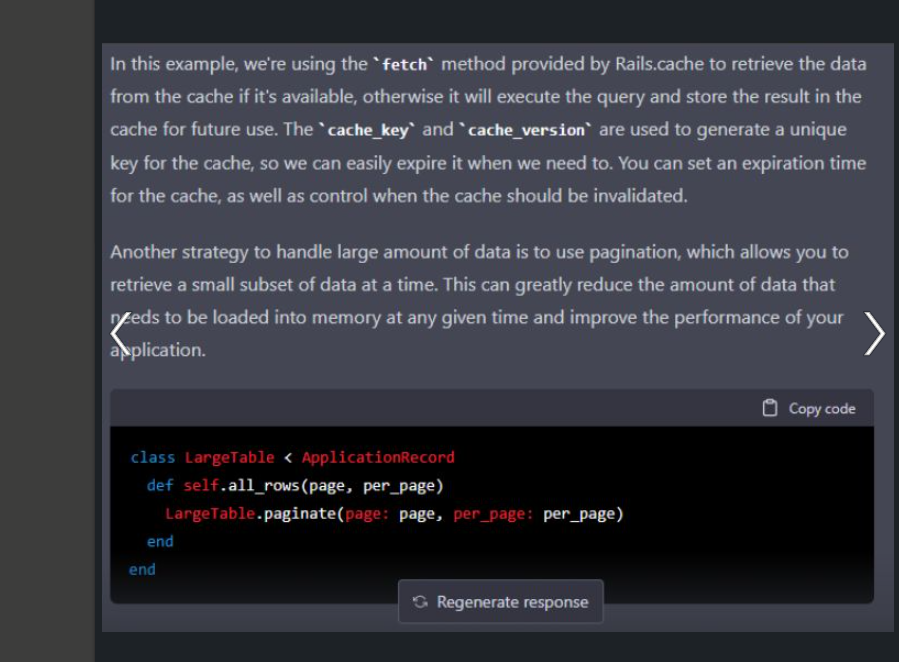 In this example, we're using the `fetch` method provided by Rails.cache to retrieve the data
from the cache if it's available, otherwise it will execute the query and store the result in the
cache for future use. The `cache_key` and `cache_version` are used to generate a unique
key for the cache, so we can easily expire it when we need to. You can set an expiration time
for the cache, as well as control when the cache should be invalidated.
Another strategy to handle large amount of data is to use pagination, which allows you to
retrieve a small subset of data at a time. This can greatly reduce the amount of data that
needs to be loaded into memory at any given time and improve the performance of your
application.
Copy code
class LargeTable < ApplicationRecord
def self.all_rows(page, per_page)
LargeTable.paginate(page: page, per_page: per_page)
end
end
Regenerate response